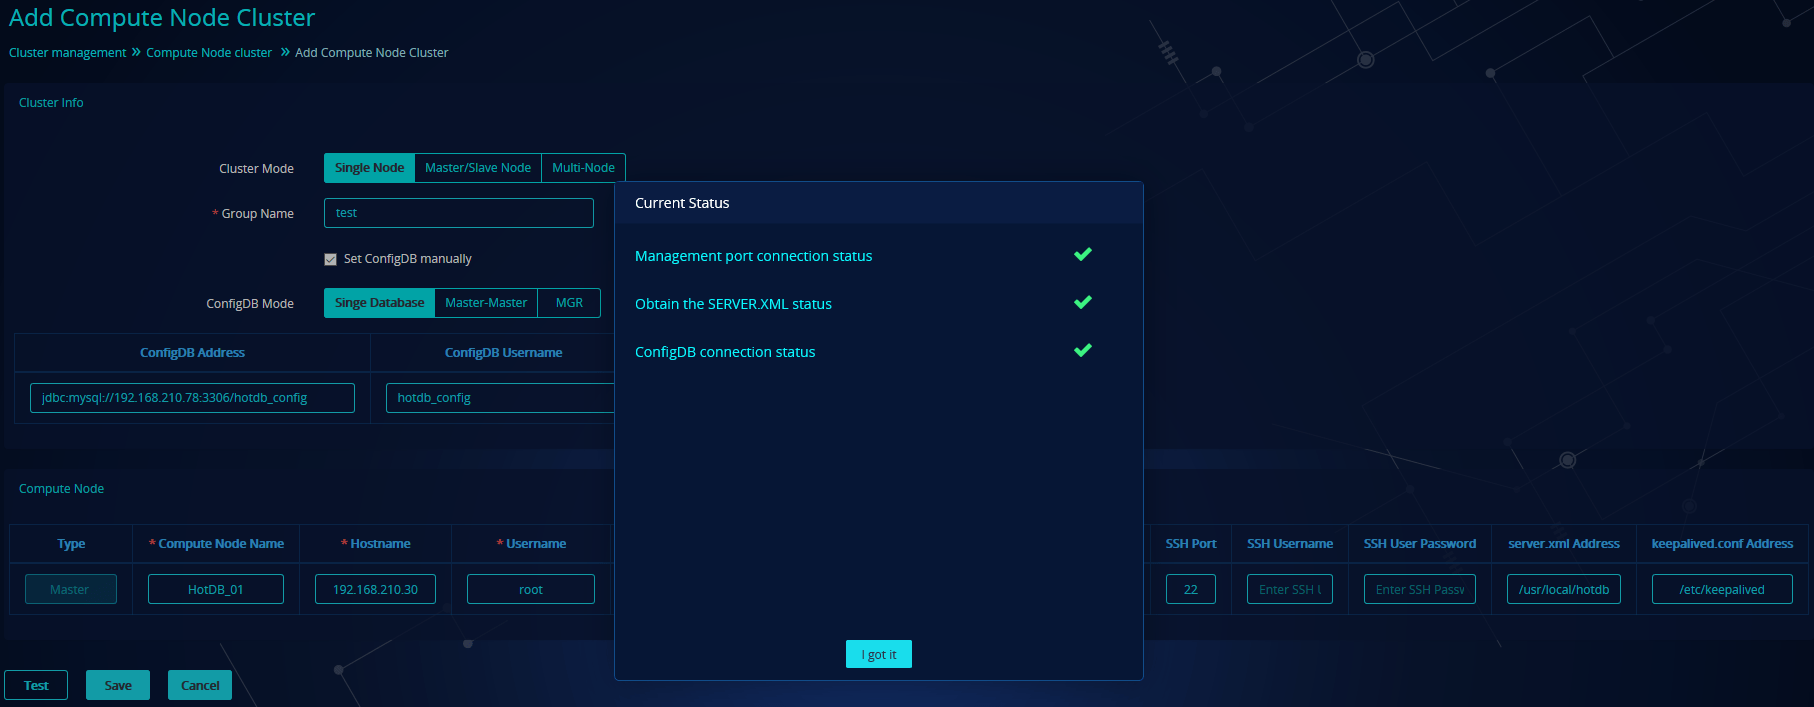 Add Compute Node Cluster
Cluster management » Compute Node cluster » Add Compute Node Cluster
Cluster Info
Cluster Mode Single Node Master/Slave Node Multi-Node
* Group Name test
Set ConfigDB manually
ConfigDB Mode Singe Database Master-Master MGR
ConfigDB Address ConfigDB Username
jdbc:mysql://192.168.210.78:3306/hotdb_config hotdb_config
Current Status
Management port connection status
Obtain the SERVER.XML status
ConfigDB connection status
I got it
Compute Node
Type * Compute Node Name * Hostname * Username SSH Port SSH Username SSH User Password server.xml Address keepalived.conf Address
Master HotDB_01 192.168.210.30 root 22 Enter SSH U Enter SSH Passw /usr/local/hotdb /etc/keepalived
Test Save Cancel